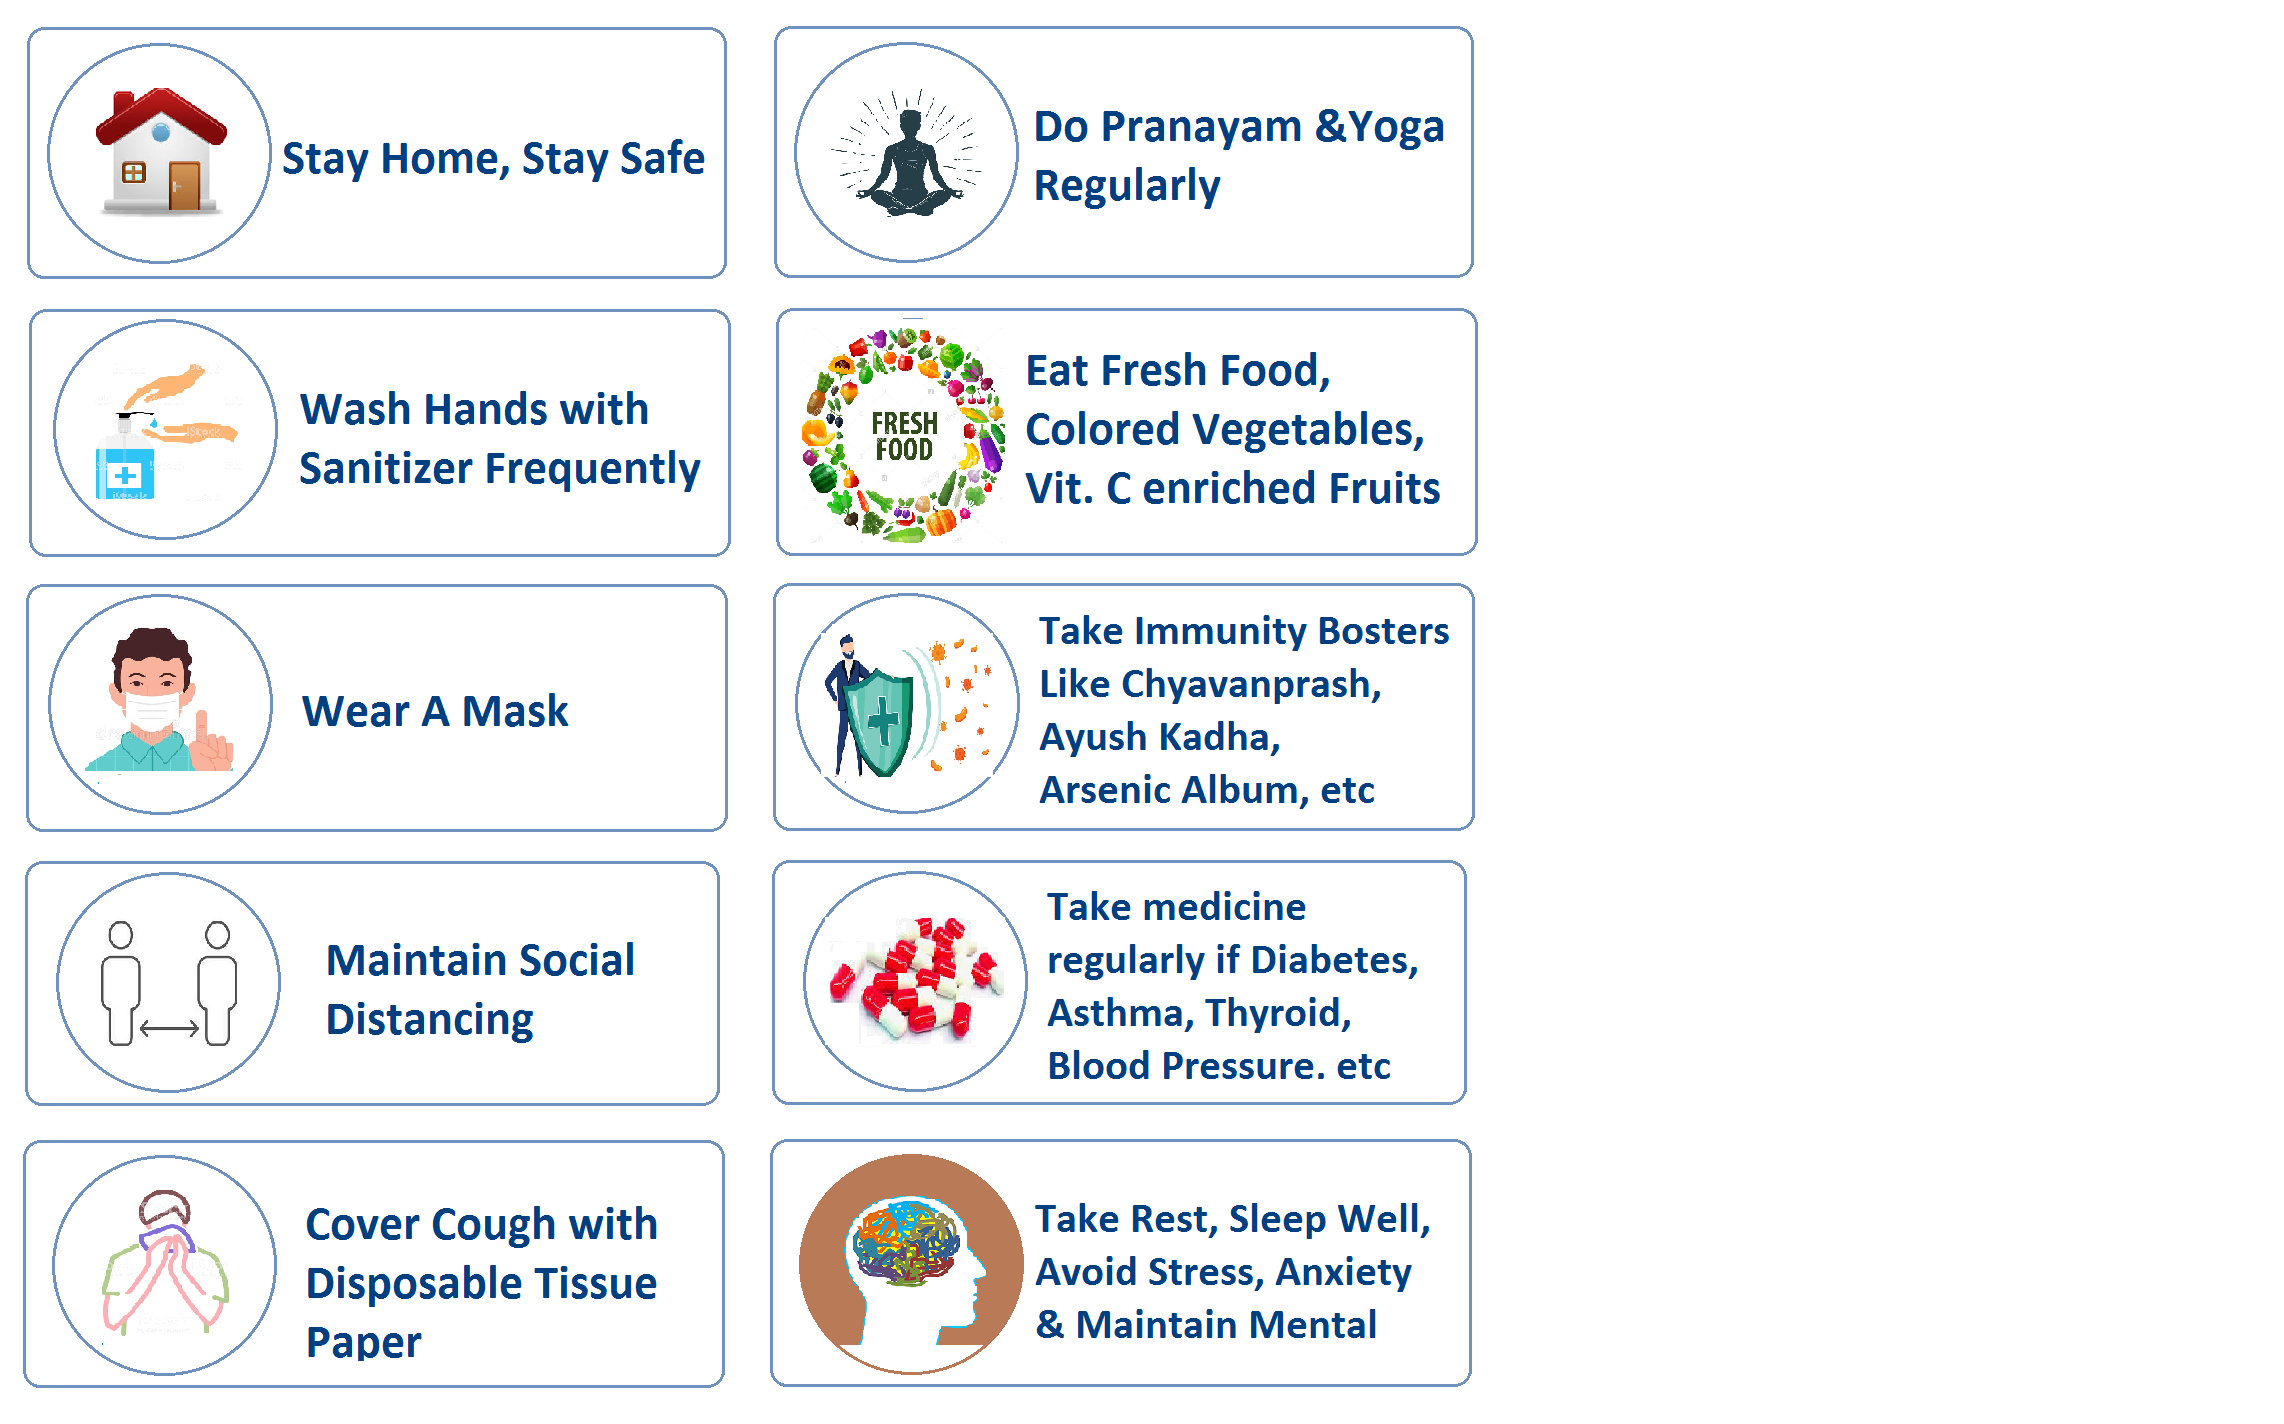 Stay Home, Stay Safe
Wash Hands with
Sanitizer Frequently
Wear A Mask
Maintain Social
Distancing
Cover Cough with
Disposable Tissue
Paper
Do Pranayam &Yoga
Regularly
FRESH
FOOD
Eat Fresh Food,
Colored Vegetables,
Vit. C enriched Fruits
Take Immunity Bosters
Like Chyavanprash,
Ayush Kadha,
Arsenic Album, etc
Take medicine
regularly if Diabetes,
Asthma, Thyroid,
Blood Pressure. etc
Take Rest, Sleep Well,
Avoid Stress, Anxiety
& Maintain Mental